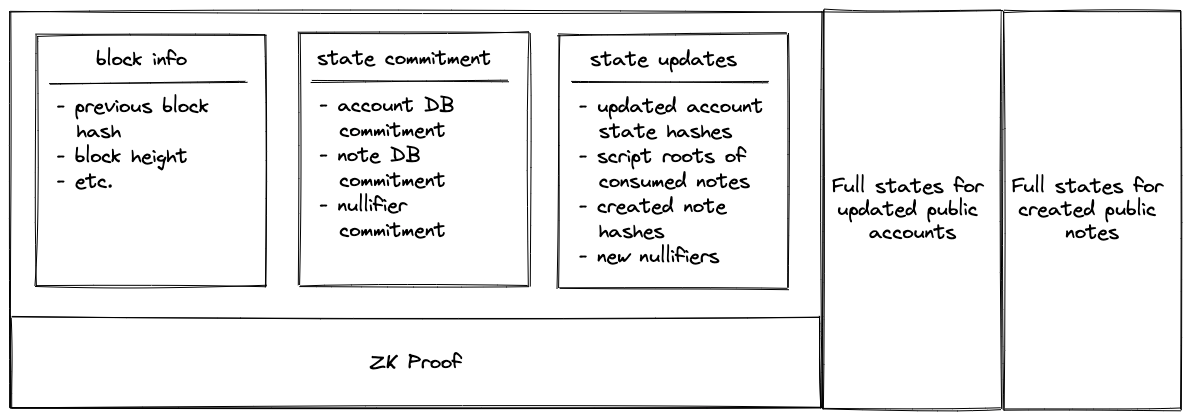 block info
- previous block
hash
- block height
- etc.
state commitment
- account DB
commitment
- note DB
commitment
- nullifier
commitment
state updates
- updated account
state hashes
- script roots of
consumed notes
- created note
hashes
- new nullifiers
ZK Proof
Full states for
updated public
accounts
Full states for
created public
notes